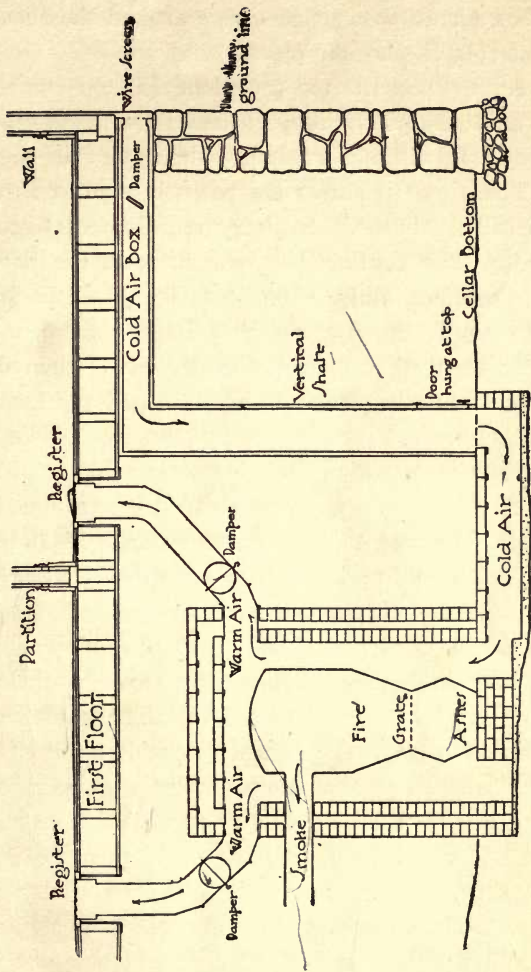 Register
Partition
Register
Wall
Wire Screen
First Floor
Cold Air Box
Damper
ground line
Warm Air
Damper
Warm Air
Damper
Vertical
Shaft
Door
hung at top
Cellar Bottom
Smoke
Fire
Grate
Ashes
Cold Air